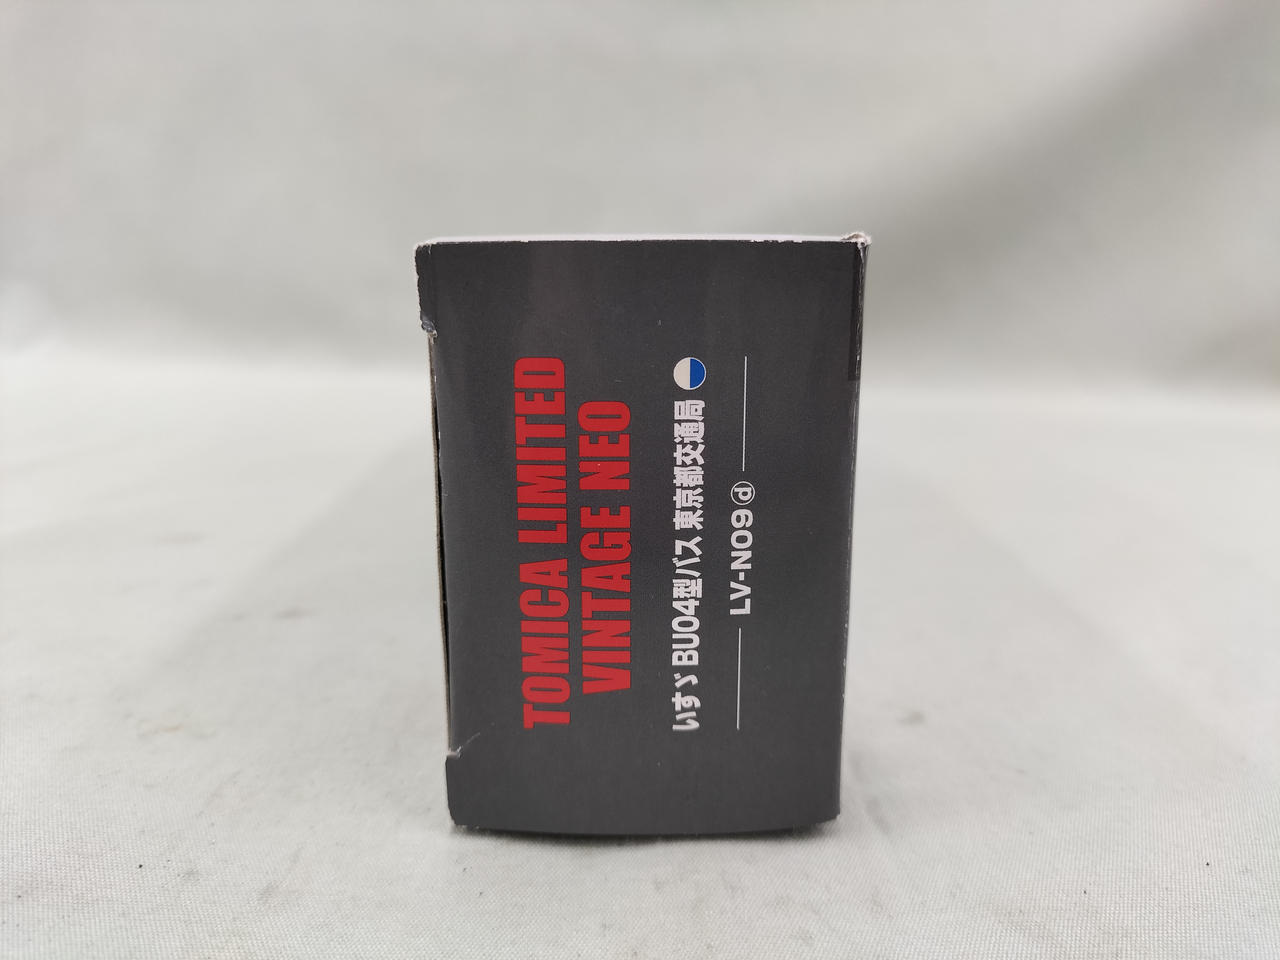 TOMICA LIMITED
VINTAGE NEO
いすゞ BU04型バス 東京都交通局
LV-N09 ⓓ